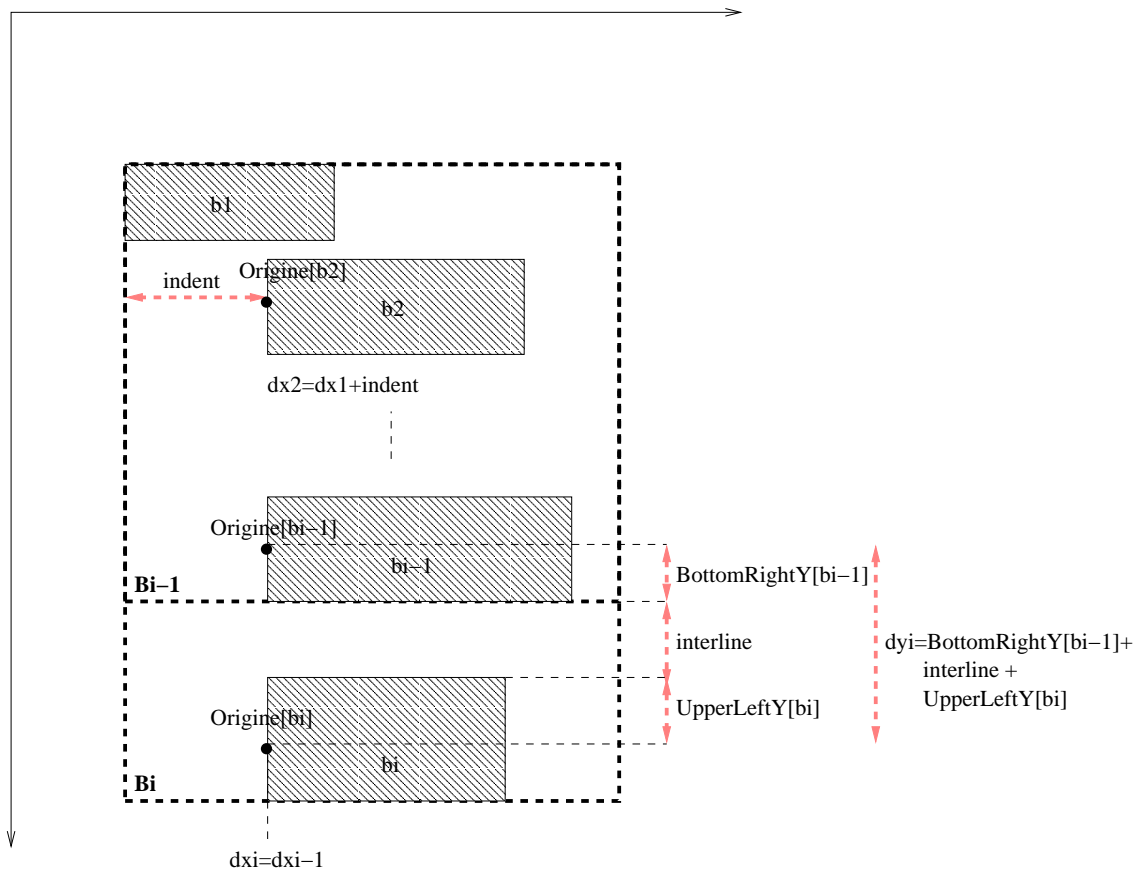 b1
Origine[b2]
indent
b2
dx2=dx1+indent
Origine[bi−1]
bi−1
Bi−1
BottomRightY[bi−1]
interline
dyi=BottomRightY[bi−1]+
interline +
UpperLeftY[bi]
UpperLeftY[bi]
Origine[bi]
bi
Bi
dxi=dxi−1